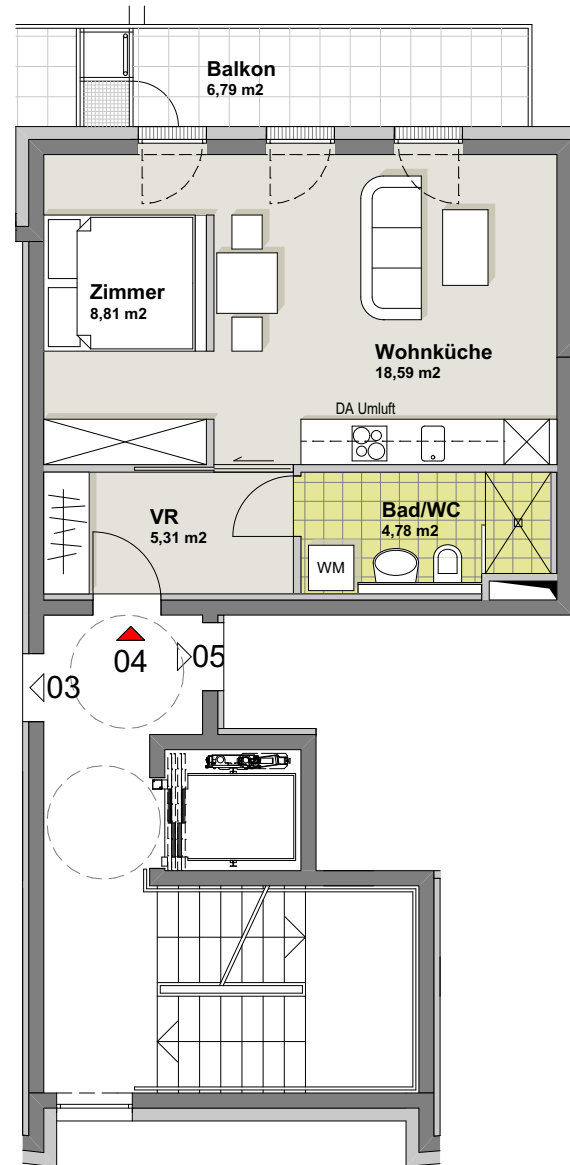 Balkon
6,79 m2
Zimmer
8,81 m2
Wohnküche
18,59 m2
DA Umluft
VR
5,31 m2
Bad/WC
4,78 m2
WM
03
04
05